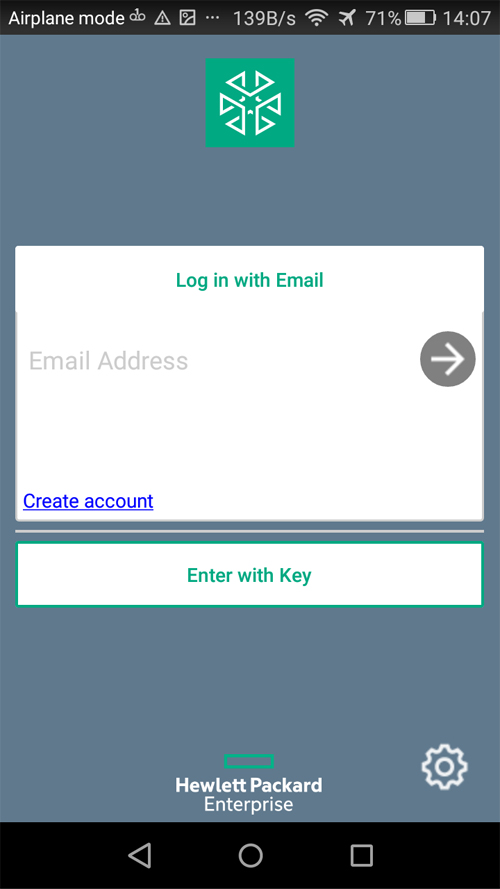 Airplane mode ... 139B/s 71% 14:07
Log in with Email
Email Address
Create account
Enter with Key
Hewlett Packard
Enterprise